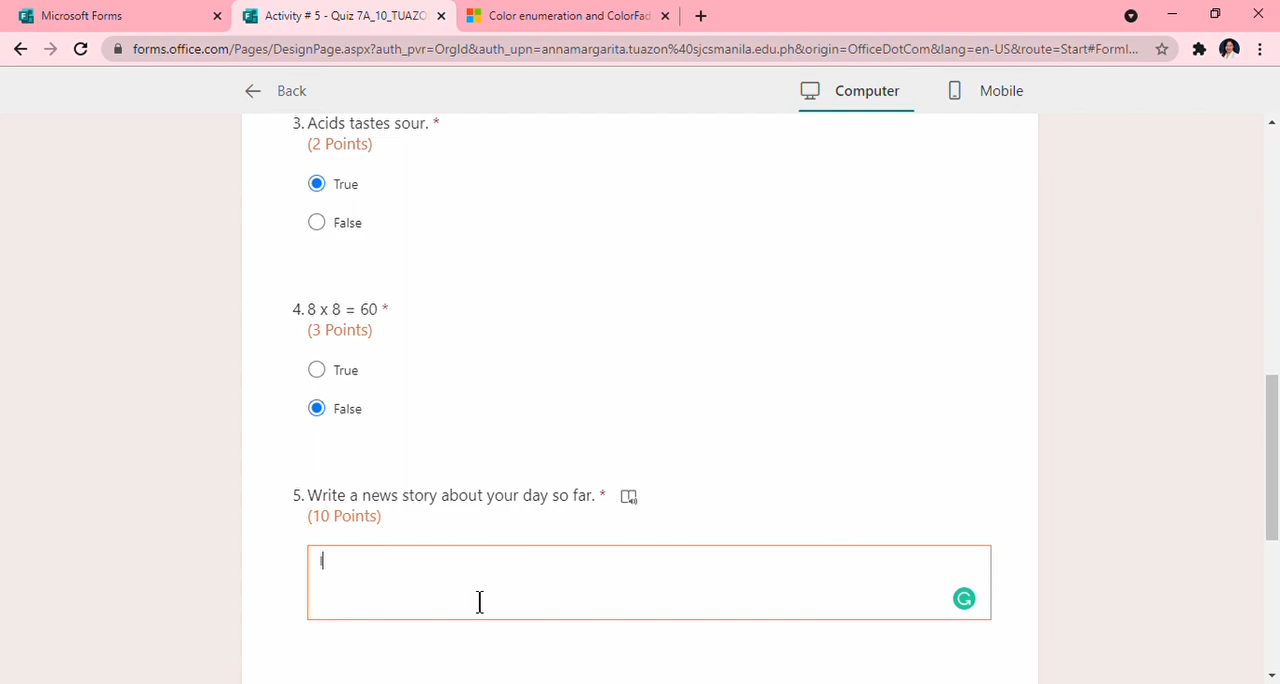 Microsoft Forms
Activity # 5 - Quiz 7A_10_TUAZO
Color enumeration and ColorFad
forms.office.com/Pages/DesignPage.aspx?auth_pvr=OrgId&auth_upn=annamargarita.tuazon%40sjcsmanila.edu.ph&origin=OfficeDotCom&lang=en-US&route=Start#FormI...
Back
Computer
Mobile
3. Acids tastes sour. *
(2 Points)
True
False
4. 8 x 8 = 60 *
(3 Points)
True
False
5. Write a news story about your day so far. *
(10 Points)